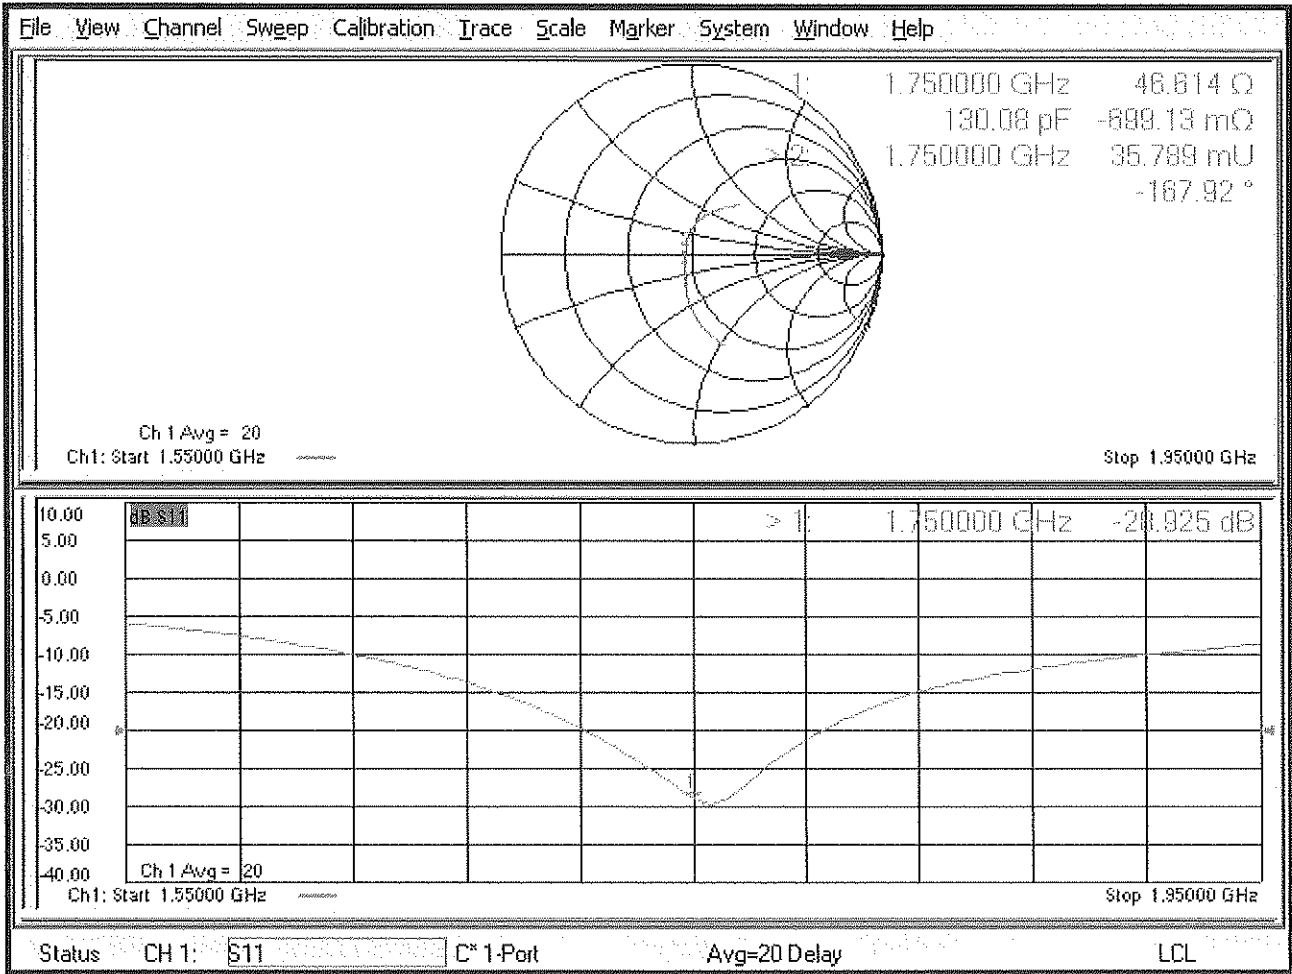 File View Channel Sweep Calibration Trace Scale Marker System Window Help
1: 1.750000 GHz 46.614 Ω
130.08 pF -699.13 mΩ
> 2: 1.750000 GHz 35.789 mU
-167.92 °
Ch 1 Avg = 20
Ch1: Start 1.55000 GHz Stop 1.95000 GHz
10.00 dB S11 > 1: 1.750000 GHz -28.925 dB
5.00
0.00
-5.00
-10.00
-15.00
-20.00
-25.00
1
-30.00
-35.00
-40.00 Ch 1 Avg = 20
Ch1: Start 1.55000 GHz Stop 1.95000 GHz
Status CH 1: S11 C* 1-Port Avg=20 Delay LCL